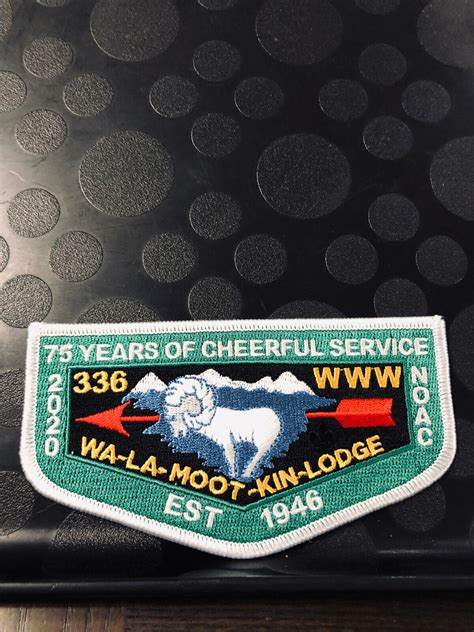 75 YEARS OF CHEERFUL SERVICE
2020
336
WWW
NOAC
WA-LA-MOOT-KIN-LODGE
EST 1946